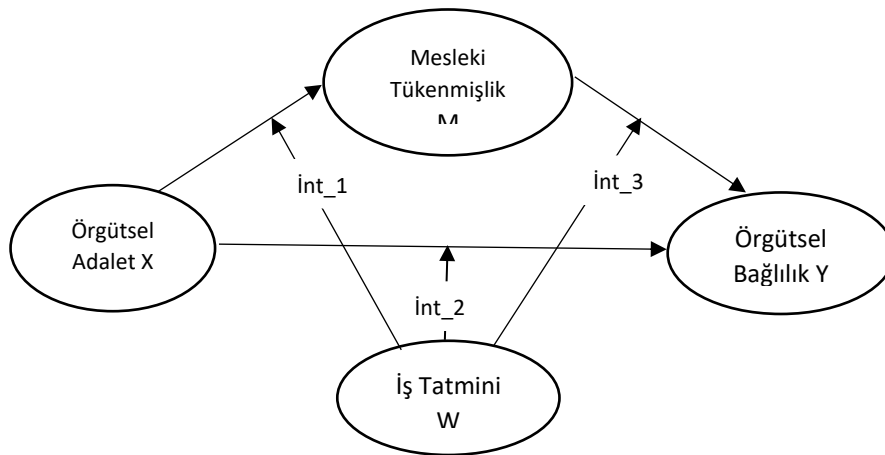 Mesleki
Tükenmişlik
M
İnt_1
İnt_3
Örgütsel
Adalet X
Örgütsel
Bağlılık Y
İnt_2
İş Tatmini
W